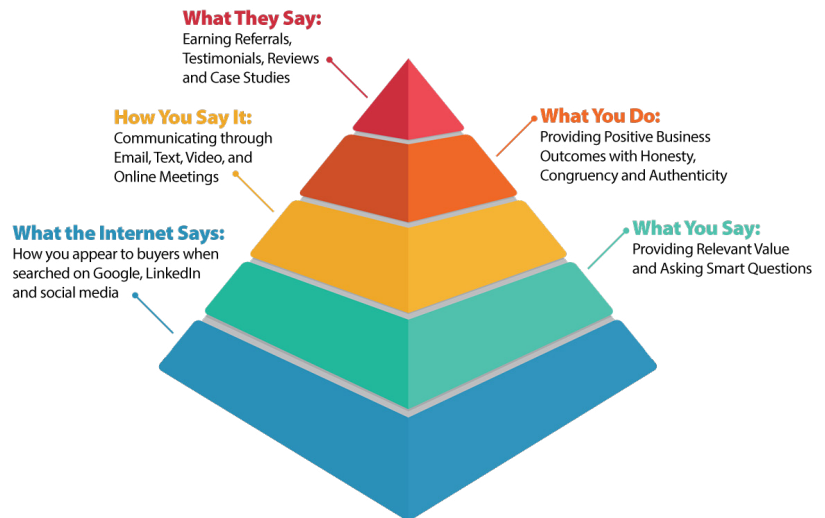 What They Say:
Earning Referrals,
Testimonials, Reviews
and Case Studies
How You Say It:
Communicating through
Email, Text, Video, and
Online Meetings
What You Do:
Providing Positive Business
Outcomes with Honesty,
Congruency and Authenticity
What the Internet Says:
How you appear to buyers when
searched on Google, LinkedIn
and social media
What You Say:
Providing Relevant Value
and Asking Smart Questions